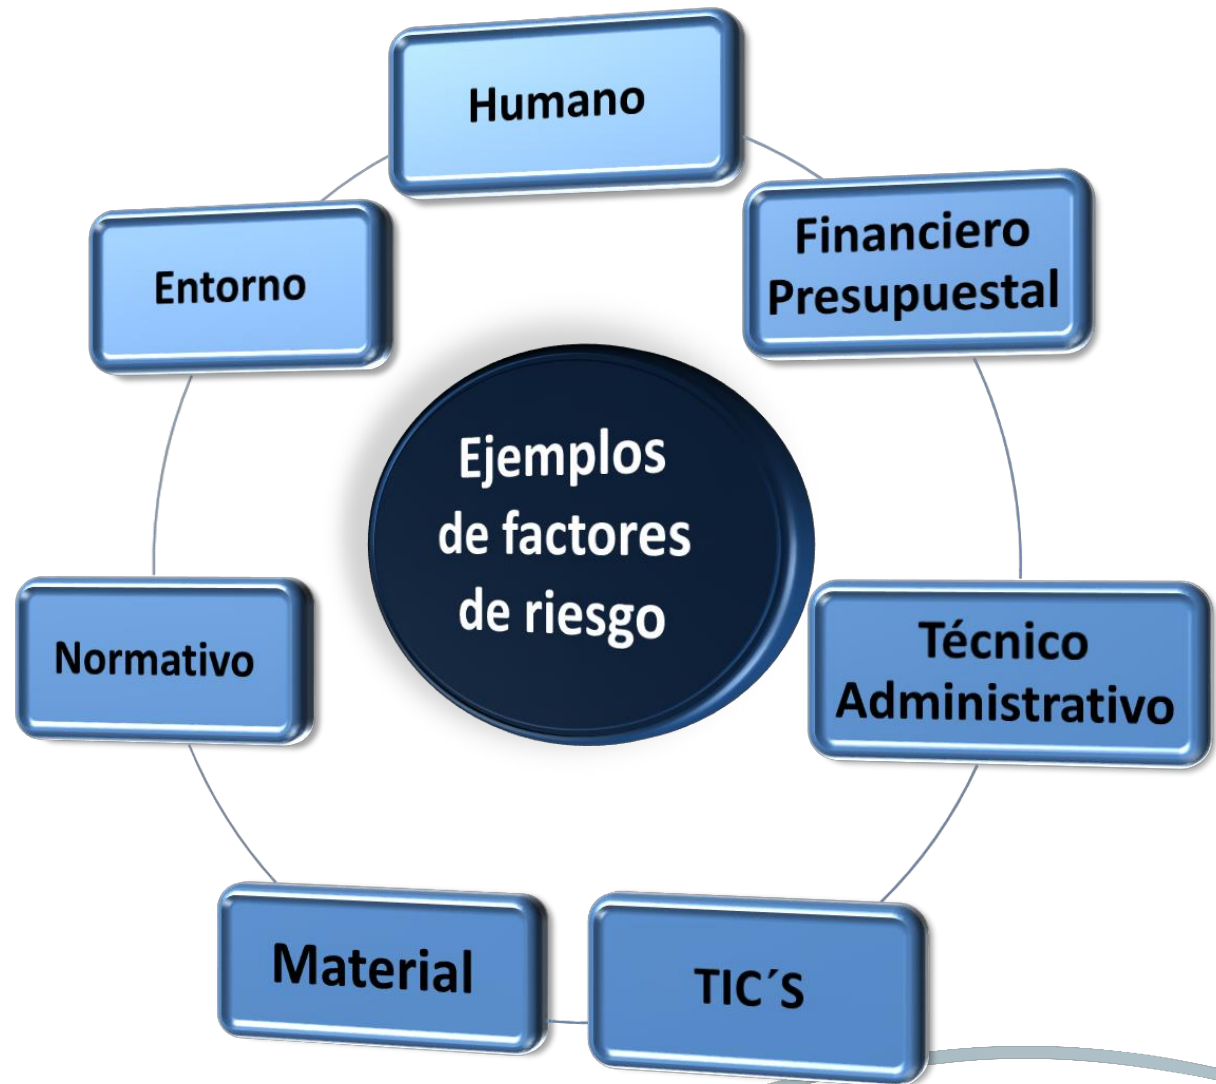 Humano
Financiero
Presupuestal
Entorno
Ejemplos
de factores
de riesgo
Técnico
Administrativo
Normativo
Material
TIC´S